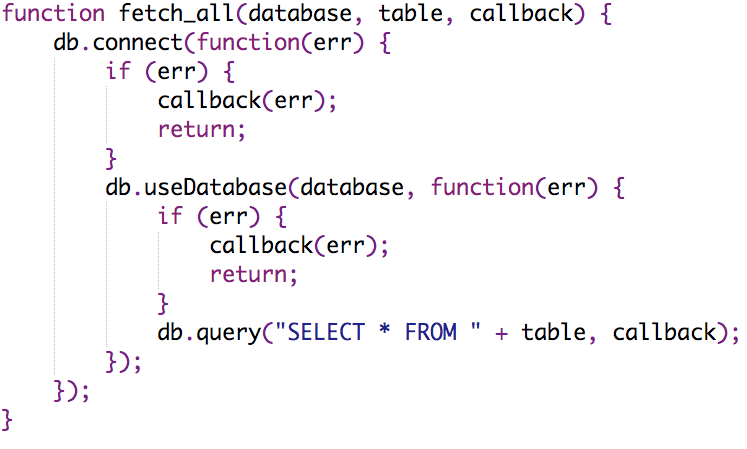 function fetch_all(database, table, callback) {
    db.connect(function(err) {
        if (err) {
            callback(err);
            return;
        }
        db.useDatabase(database, function(err) {
            if (err) {
                callback(err);
                return;
            }
            db.query("SELECT * FROM " + table, callback);
        });
    });
}